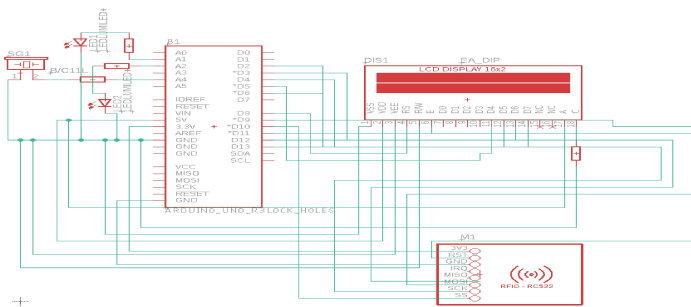 SG1
1
2
LED1
LED2
B1
A0
A1
A2
A3
A4
A5
IOREF
RESET
VIN
5V
3.3V
AREF
GND
GND
GND
VCC
MISO
MOSI
SCK
RESET
GND
D0
D1
D2
*D3
D4
*D5
*D6
D7
D8
*D9
*D10
*D11
D12
D13
SDA
SCL
ARDUINO_UNO_R3LOCK_HOLES
DIS1
EA_DIP
LCD DISPLAY 16x2
VSS
VDD
VEE
RS
R/W
E
D0
D1
D2
D3
D4
D5
D6
D7
NC
NC
A
C
M1
3V3
RST
GND
IRQ
MISO
MOSI
SCK
SS
RFID - RC522